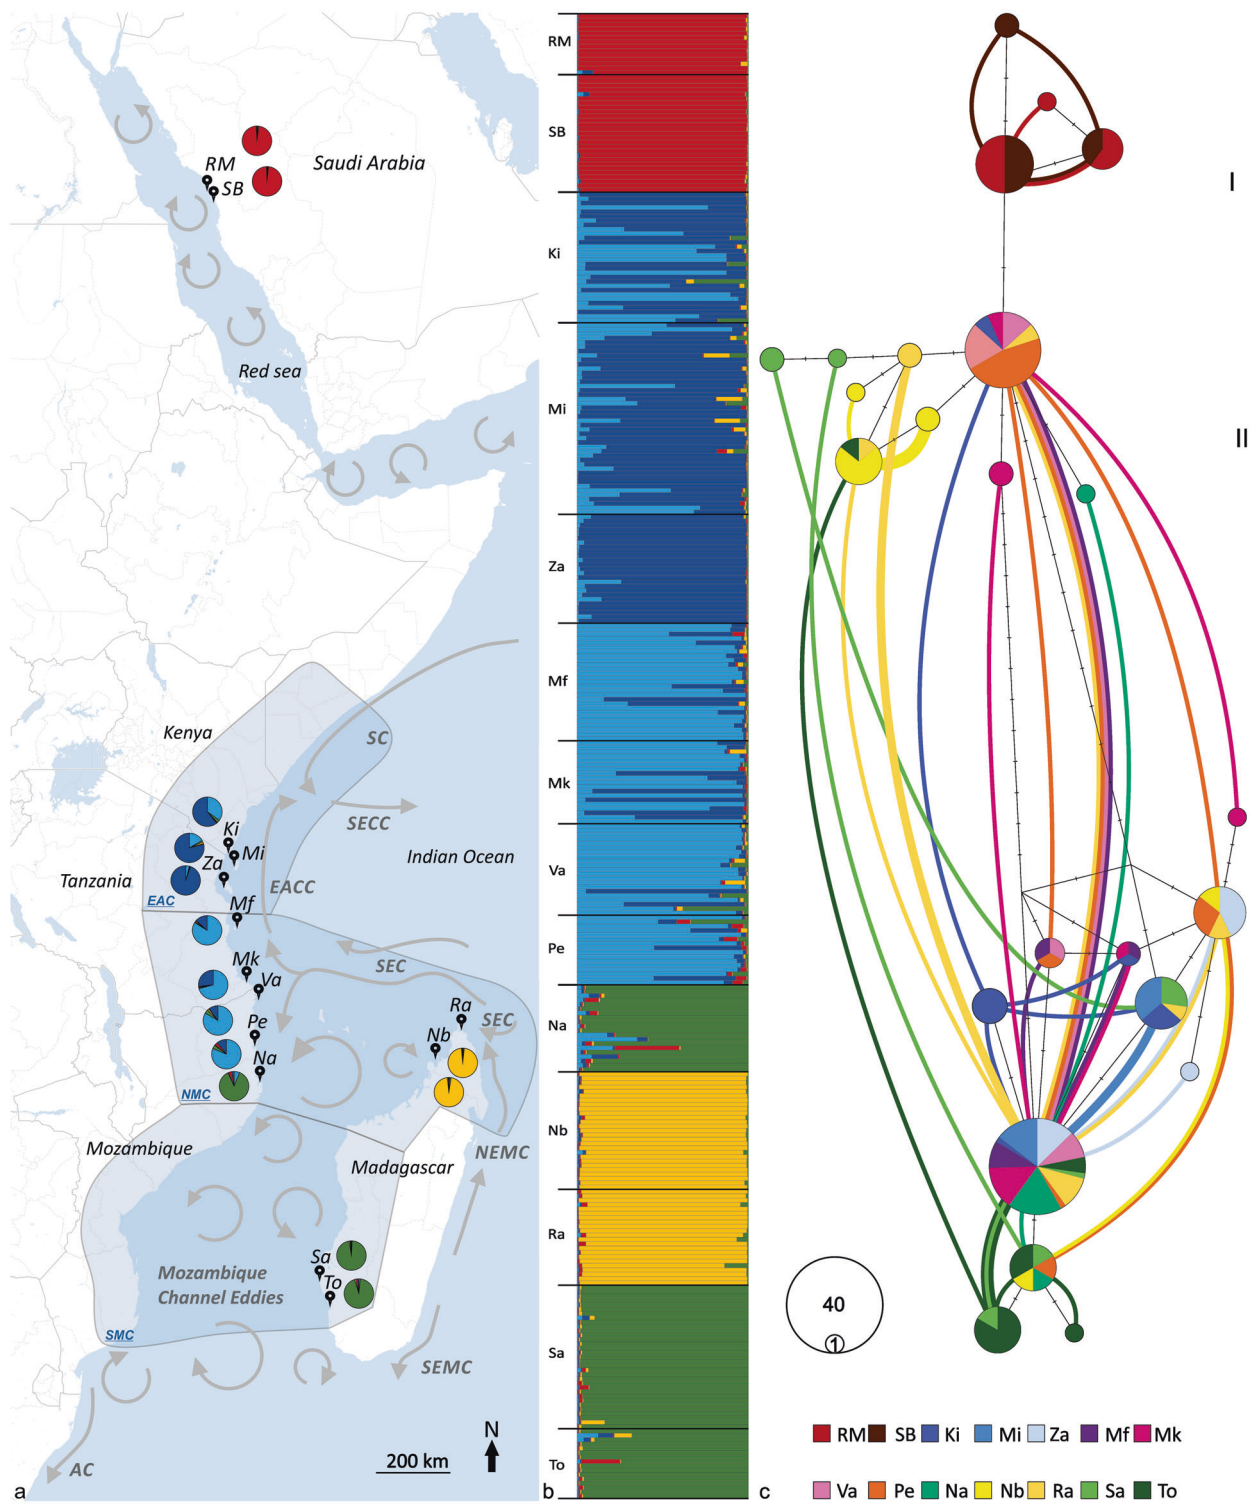 RM
SB
Saudi Arabia
Red sea
Kenya
SC
SECC
Ki
Mi
Za
Indian Ocean
Tanzania
EAC
EACC
Mf
Mk
Va
SEC
Ra
SEC
Pe
Nb
Na
NMC
Mozambique
Madagascar
NEMC
Sa
To
Mozambique
Channel Eddies
SMC
SEMC
N
AC
200 km
a
RM
SB
Ki
Mi
Za
Mf
Mk
Va
Pe
Na
Nb
Ra
Sa
To
b
I
II
40
1
RM SB Ki Mi Za Mf Mk
Va Pe Na Nb Ra Sa To
c